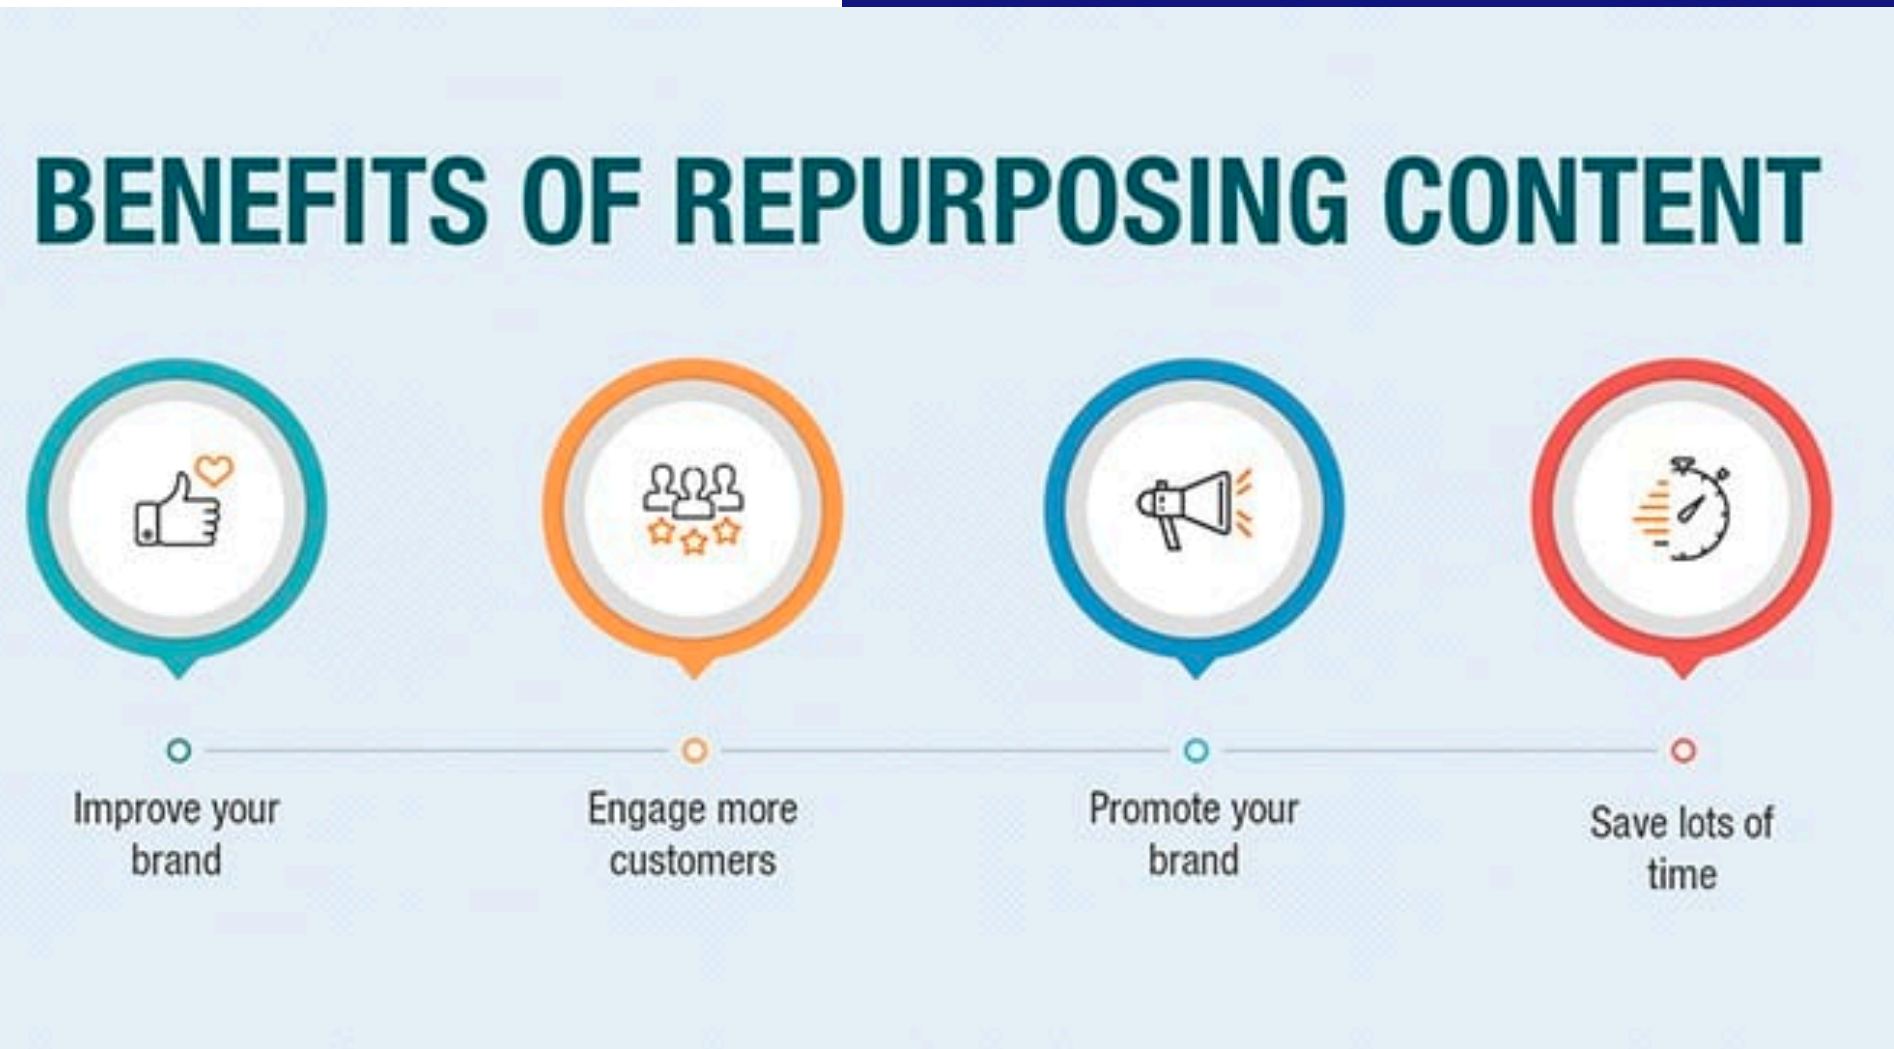 BENEFITS OF REPURPOSING CONTENT
Improve your
brand
Engage more
customers
Promote your
brand
Save lots of
time